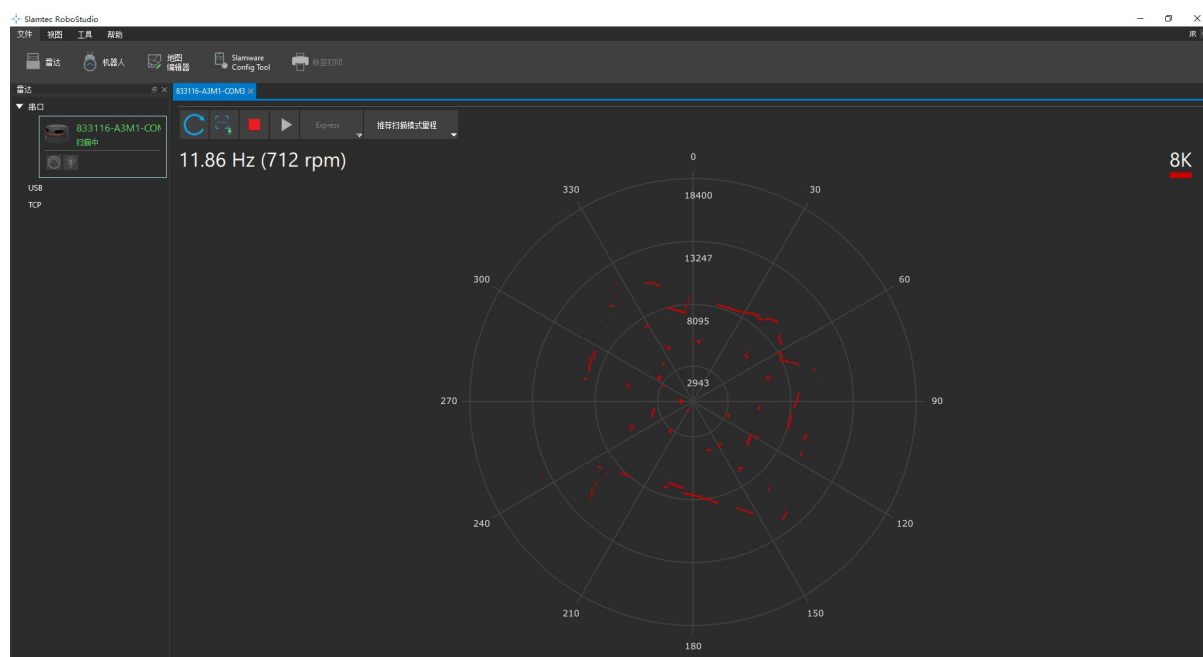 Slamtec RoboStudio
文件 视图 工具 帮助
JR
雷达
机器人
地图
编辑器
Slamware
Config Tool
标签打印
雷达
833116-A3M1-COM3
串口
833116-A3M1-COM
扫描中
USB
TCP
Express
推荐扫描模式量程
11.86 Hz (712 rpm)
8K
0
330
30
18400
13247
300
60
8095
2943
270
90
240
120
210
150
180